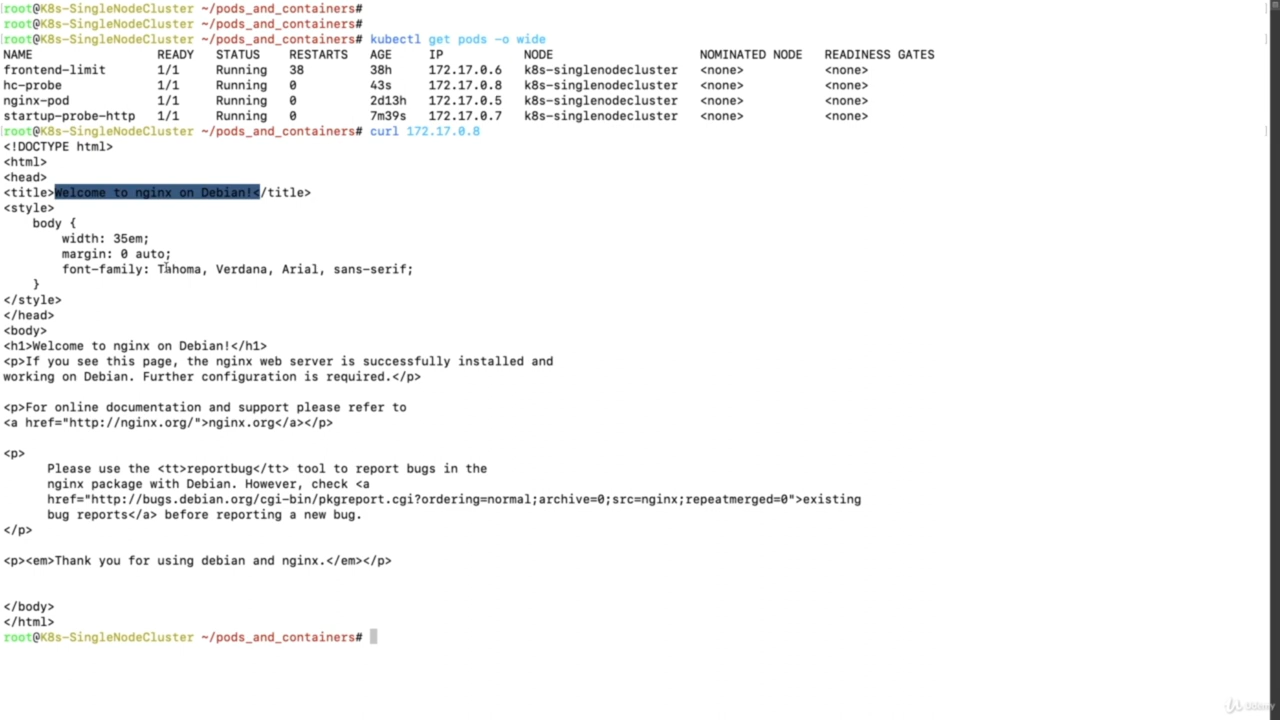 root@K8s-SingleNodeCluster ~/pods_and_containers#
root@K8s-SingleNodeCluster ~/pods_and_containers#
root@K8s-SingleNodeCluster ~/pods_and_containers# kubectl get pods -o wide
NAME READY STATUS RESTARTS AGE IP NODE NOMINATED NODE READINESS GATES
frontend-limit 1/1 Running 38 38h 172.17.0.6 k8s-singlenodecluster <none> <none>
hc-probe 1/1 Running 0 43s 172.17.0.8 k8s-singlenodecluster <none> <none>
nginx-pod 1/1 Running 0 2d13h 172.17.0.5 k8s-singlenodecluster <none> <none>
startup-probe-http 1/1 Running 0 7m39s 172.17.0.7 k8s-singlenodecluster <none> <none>
root@K8s-SingleNodeCluster ~/pods_and_containers# curl 172.17.0.8
<!DOCTYPE html>
<html>
<head>
<title>Welcome to nginx on Debian!</title>
<style>
body {
width: 35em;
margin: 0 auto;
font-family: Tahoma, Verdana, Arial, sans-serif;
}
</style>
</head>
<body>
<h1>Welcome to nginx on Debian!</h1>
<p>If you see this page, the nginx web server is successfully installed and
working on Debian. Further configuration is required.</p>
<p>For online documentation and support please refer to
<a href="http://nginx.org/">nginx.org</a></p>
<p>
Please use the <tt>reportbug</tt> tool to report bugs in the
nginx package with Debian. However, check <a
href="http://bugs.debian.org/cgi-bin/pkgreport.cgi?ordering=normal;archive=0;src=nginx;repeatmerged=0">existing
bug reports</a> before reporting a new bug.
</p>
<p><em>Thank you for using debian and nginx.</em></p>
</body>
</html>
root@K8s-SingleNodeCluster ~/pods_and_containers#
Udemy